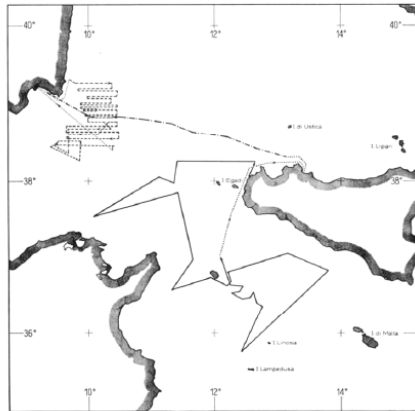 40° 10° 12° 14° 40°
I di Ustica
I. Lipari
38° I Egadi 38°
36° I di Malta 36°
I Linosa
I Lampedusa
10° 12° 14°